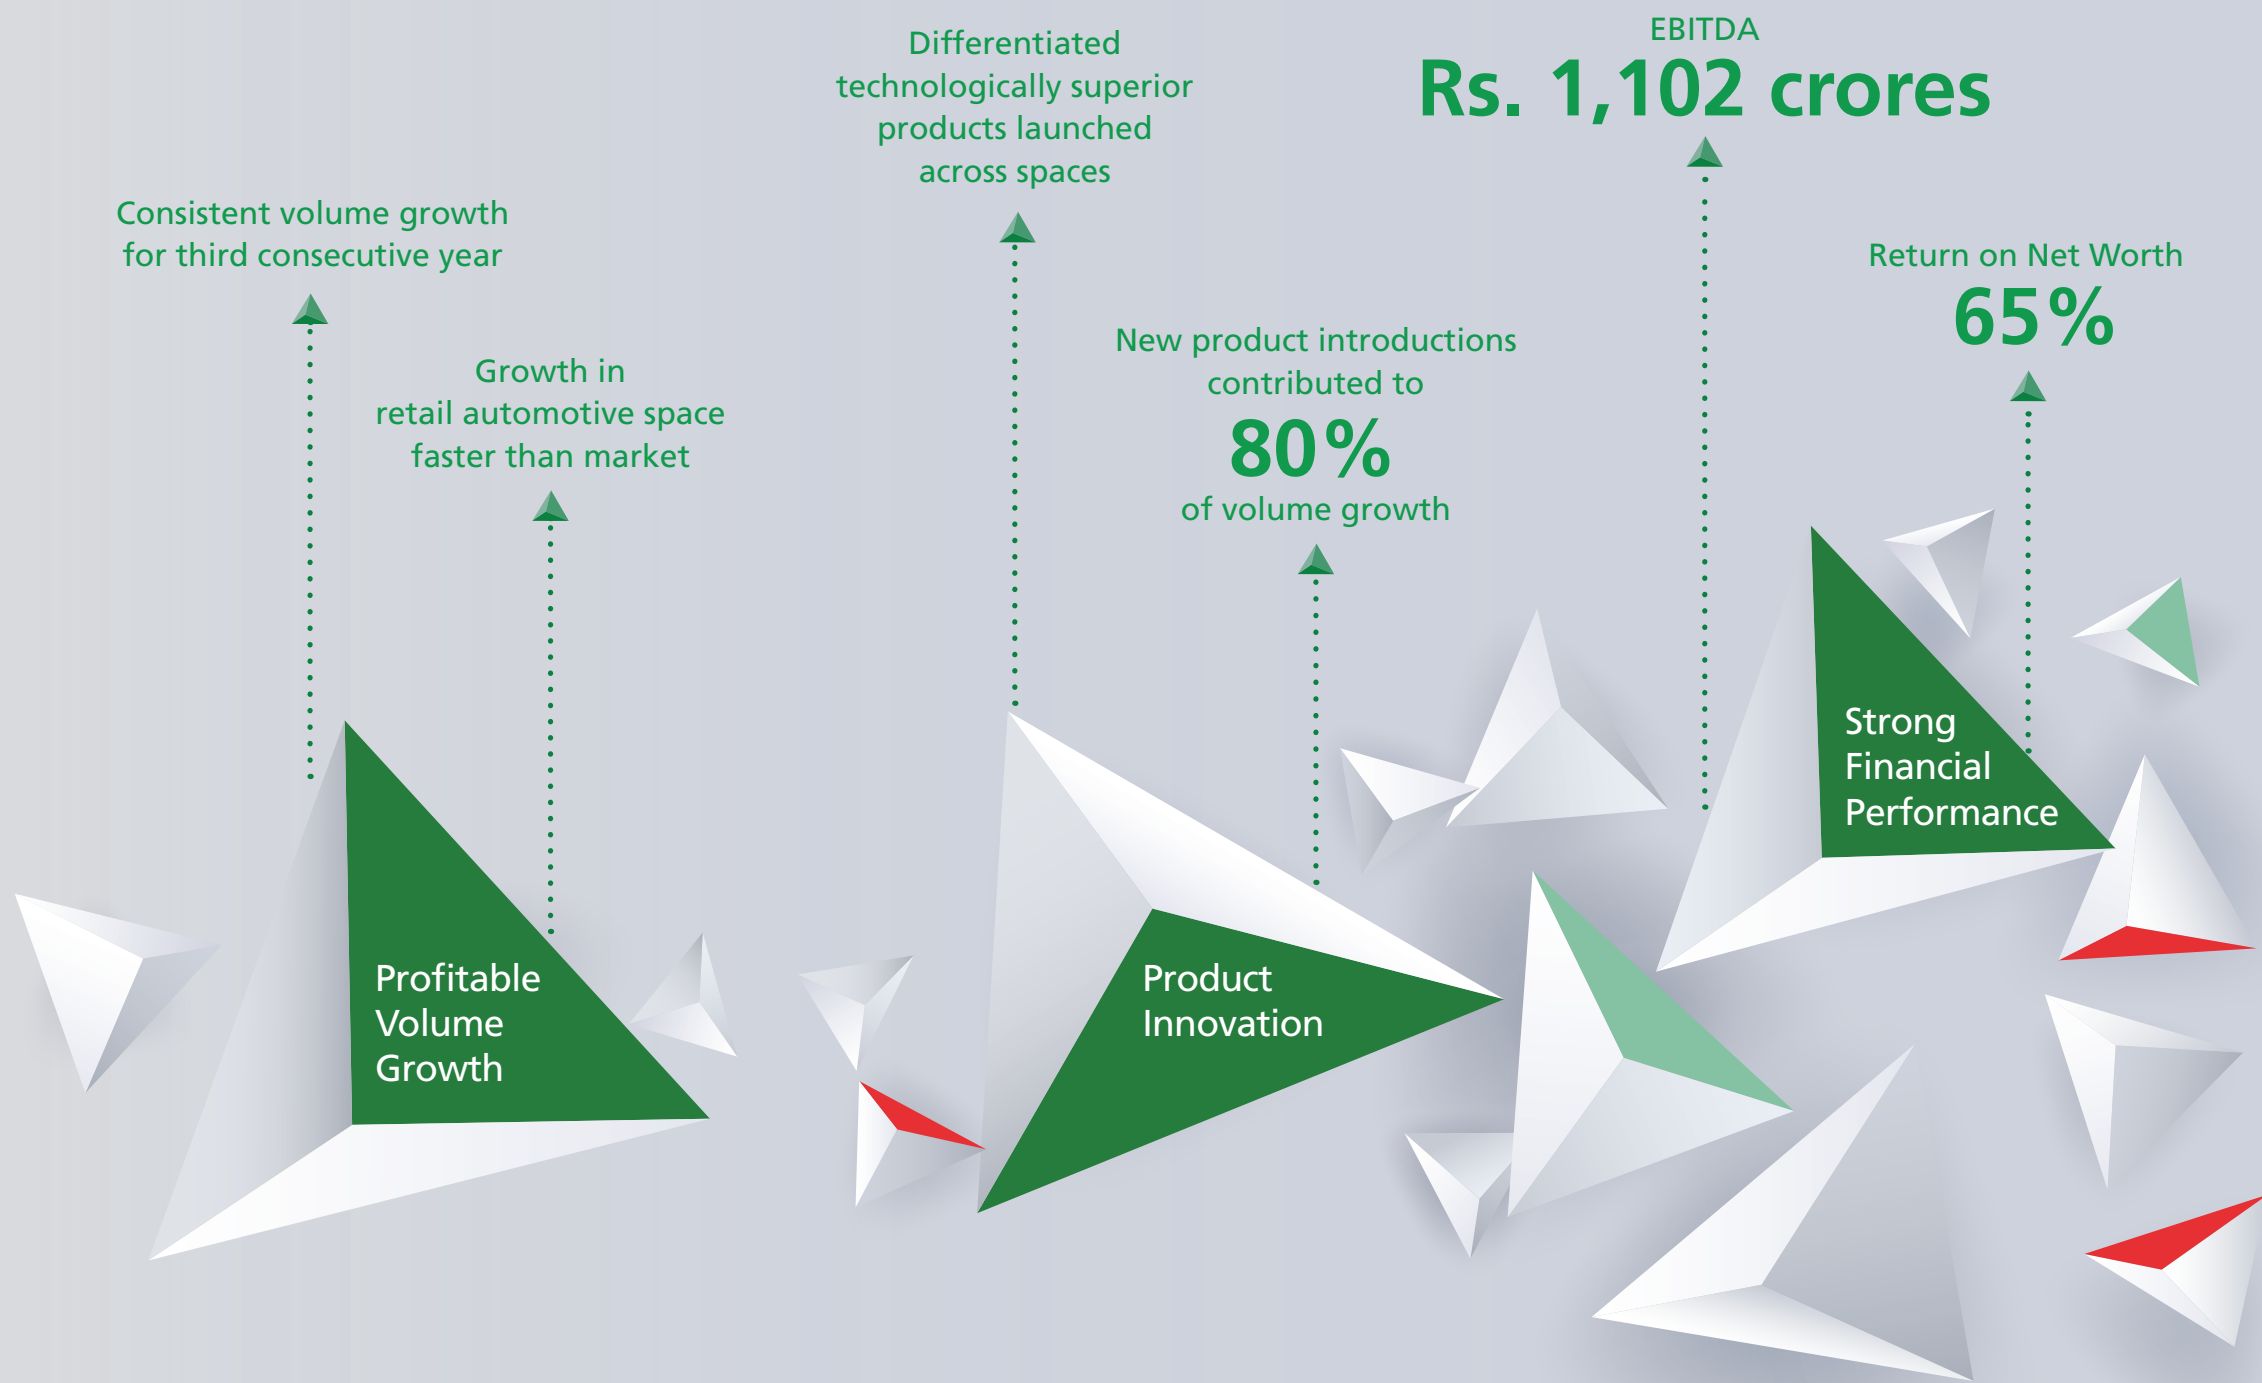 Consistent volume growth
for third consecutive year
Growth in
retail automotive space
faster than market
Profitable
Volume
Growth
Differentiated
technologically superior
products launched
across spaces
New product introductions
contributed to
80%
of volume growth
Product
Innovation
EBITDA
Rs. 1,102 crores
Return on Net Worth
65%
Strong
Financial
Performance